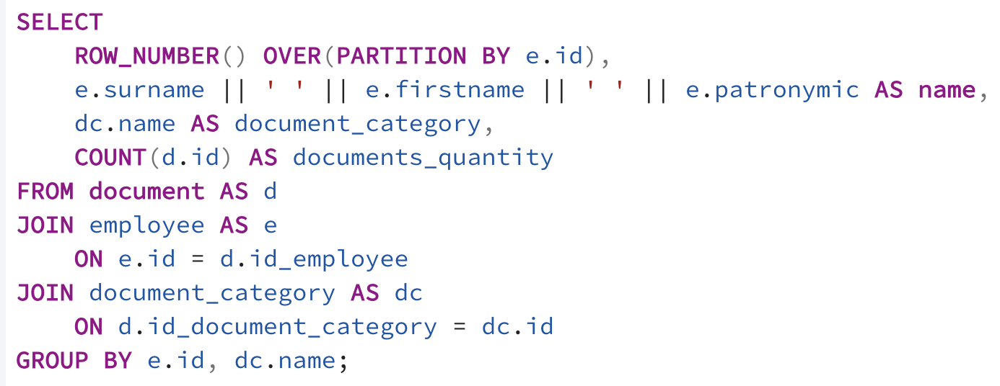 SELECT
    ROW_NUMBER() OVER(PARTITION BY e.id),
    e.surname || ' ' || e.firstname || ' ' || e.patronymic AS name,
    dc.name AS document_category,
    COUNT(d.id) AS documents_quantity
FROM document AS d
JOIN employee AS e
    ON e.id = d.id_employee
JOIN document_category AS dc
    ON d.id_document_category = dc.id
GROUP BY e.id, dc.name;